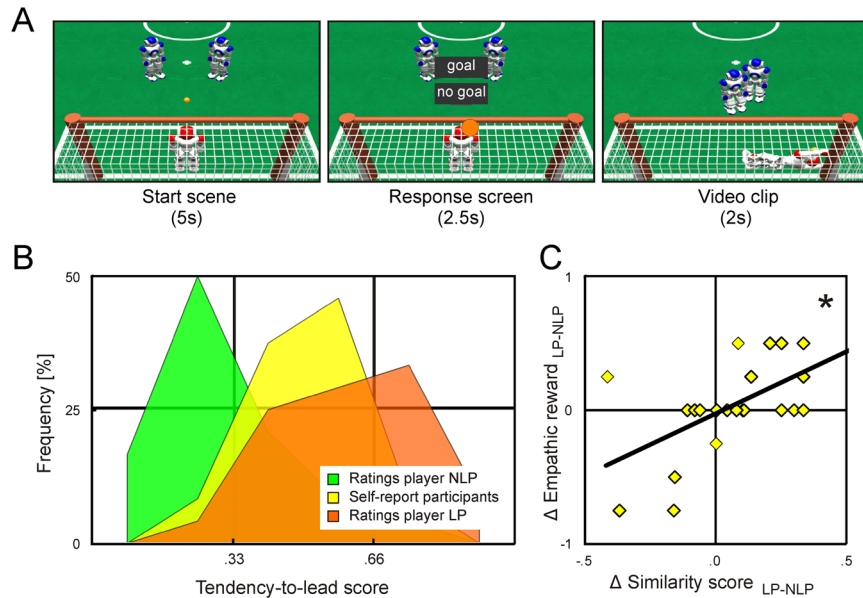 A
goal
no goal
Start scene
(5s)
Response screen
(2.5s)
Video clip
(2s)
B
50
25
0
Frequency [%]
Ratings player NLP
Self-report participants
Ratings player LP
.33
.66
Tendency-to-lead score
C
1
0
-1
Δ Empathic reward LP-NLP
*
-.5
.0
.5
Δ Similarity score LP-NLP